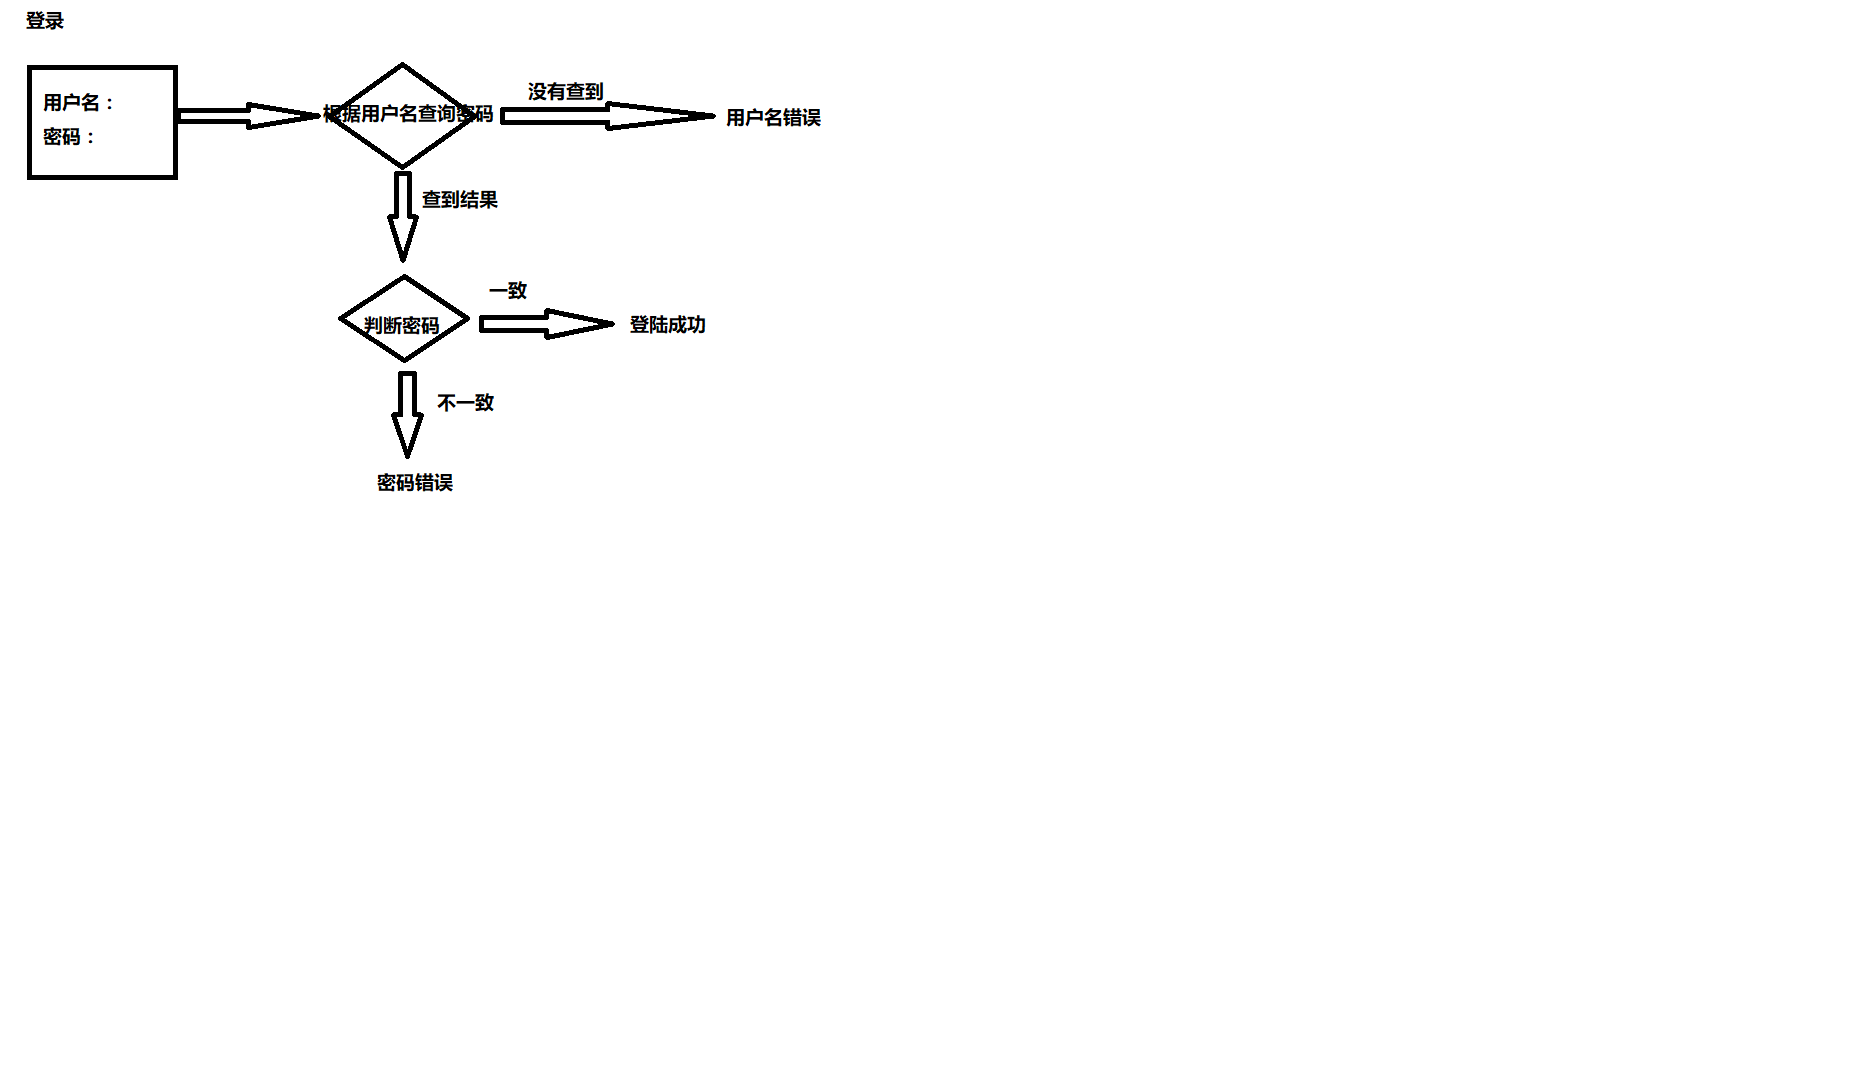 登录
用户名：
密码：
根据用户名查询密码
没有查到
用户名错误
查到结果
判断密码
一致
登陆成功
不一致
密码错误